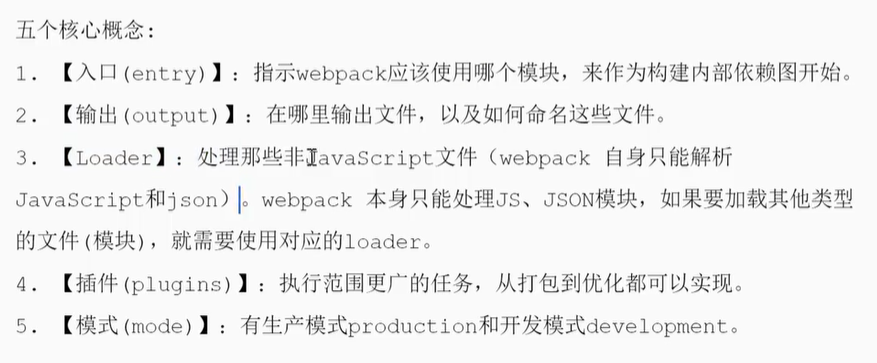 五个核心概念:
1. 【入口(entry)】: 指示webpack应该使用哪个模块，来作为构建内部依赖图开始。
2. 【输出(output)】: 在哪里输出文件，以及如何命名这些文件。
3. 【Loader】: 处理那些非JavaScript文件（webpack 自身只能解析
JavaScript和json）。webpack 本身只能处理JS、JSON模块，如果要加载其他类型
的文件(模块)，就需要使用对应的loader。
4. 【插件(plugins)】: 执行范围更广的任务，从打包到优化都可以实现。
5. 【模式(mode)】: 有生产模式production和开发模式development。